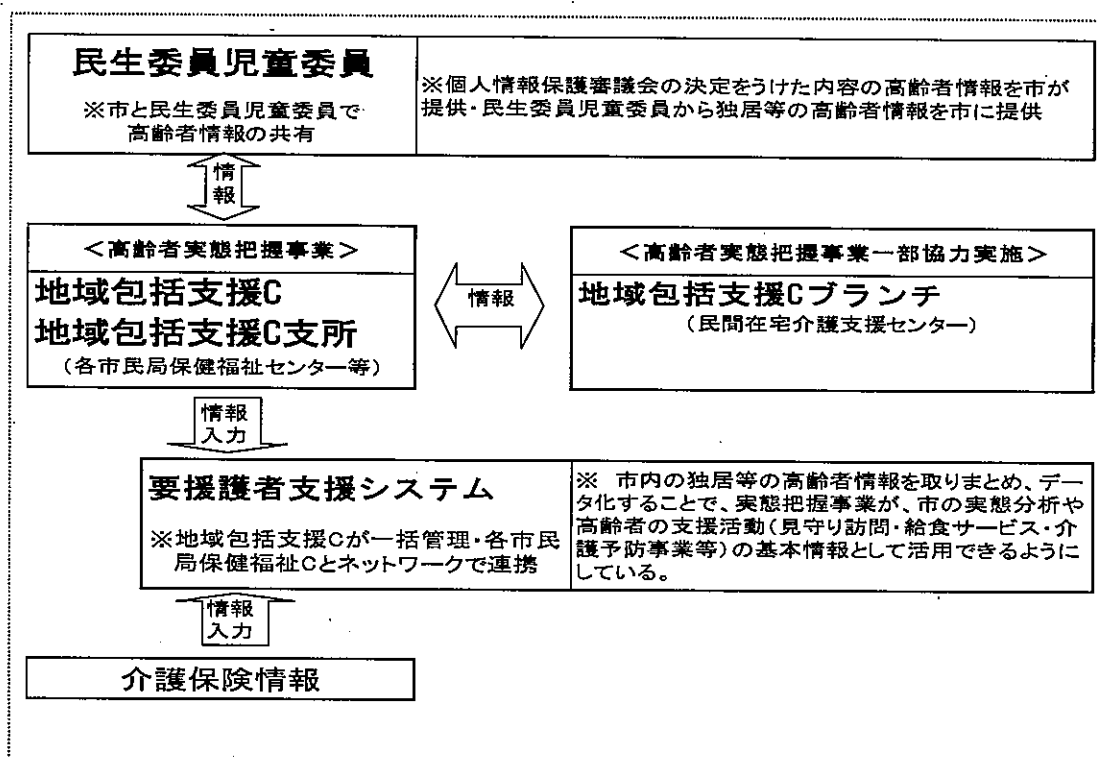 民生委員児童委員
※市と民生委員児童委員で
高齢者情報の共有
※個人情報保護審議会の決定をうけた内容の高齢者情報を市が
提供・民生委員児童委員から独居等の高齢者情報を市に提供
情
報
＜高齢者実態把握事業＞
地域包括支援C
地域包括支援C支所
（各市民局保健福祉センター等）
情報
＜高齢者実態把握事業一部協力実施＞
地域包括支援Cブランチ
（民間在宅介護支援センター）
情報
入力
要援護者支援システム
※地域包括支援Cが一括管理・各市民
局保健福祉Cとネットワークで連携
※　市内の独居等の高齢者情報を取りまとめ、デー
タ化することで、実態把握事業が、市の実態分析や
高齢者の支援活動（見守り訪問・給食サービス・介
護予防事業等）の基本情報として活用できるように
している。
情報
入力
介護保険情報